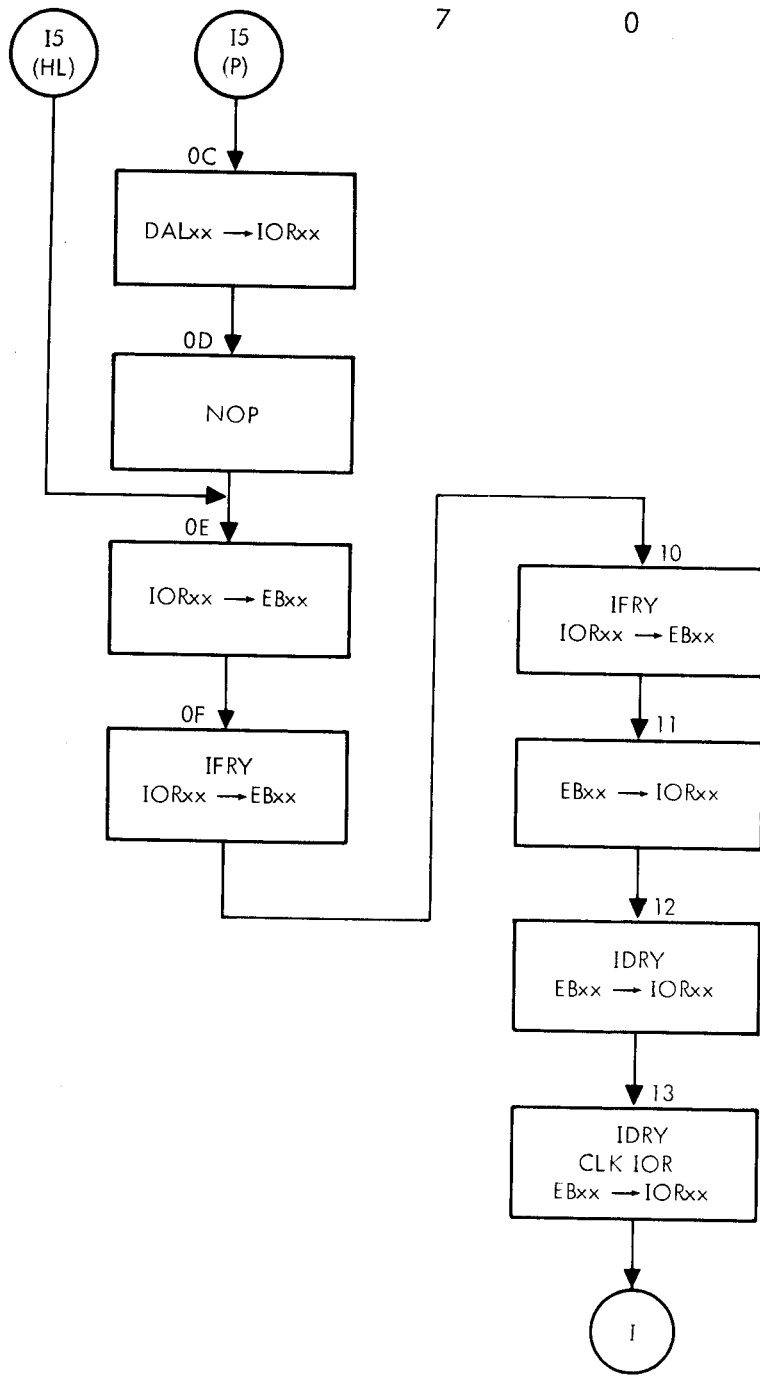 7 0
I5
(HL)
I5
(P)
0C
DALxx → IORxx
0D
NOP
0E
IORxx → EBxx
0F
IFRY
IORxx → EBxx
10
IFRY
IORxx → EBxx
11
EBxx → IORxx
12
IDRY
EBxx → IORxx
13
IDRY
CLK IOR
EBxx → IORxx
I